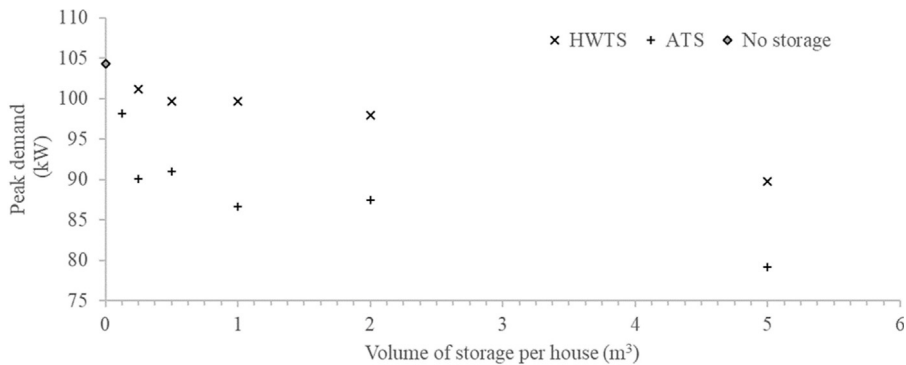 110
105
100
95
90
85
80
75
Peak demand
(kW)
HWTS ATS No storage
0 1 2 3 4 5 6
Volume of storage per house (m³)